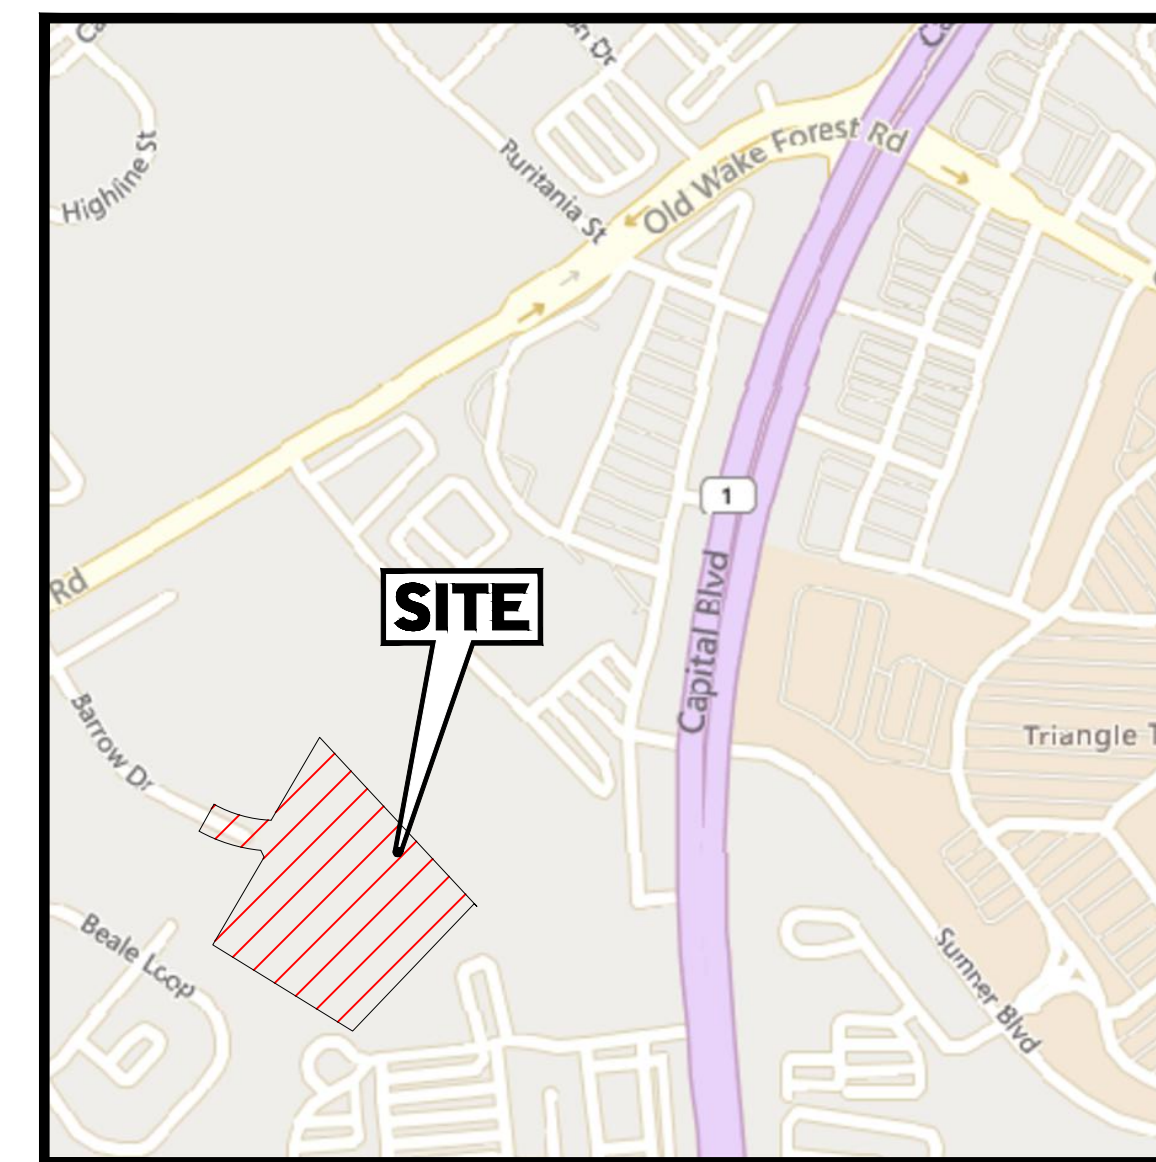 Highline St
Puritania St
Old Wake Forest Rd
1
Rd
SITE
Capital Blvd
Barrow Dr
Triangle
Beale Loop
Sumner Blvd